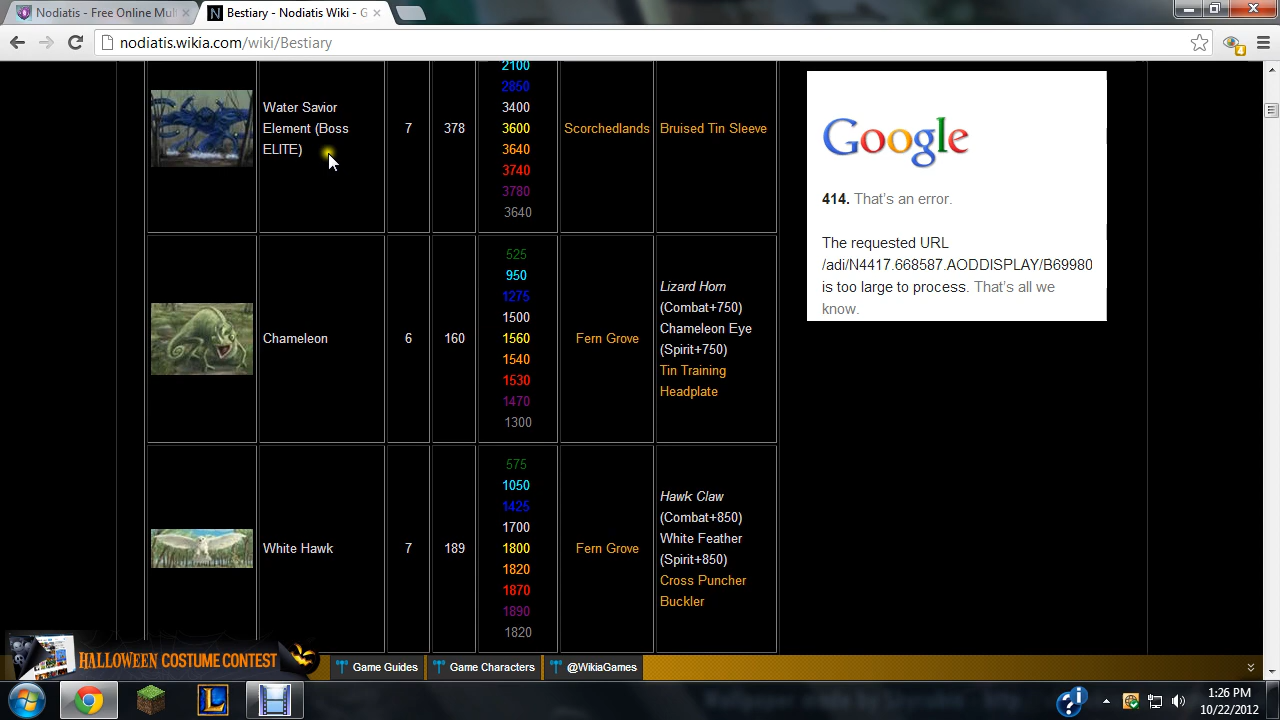 Nodiatis - Free Online Mult
Bestiary - Nodiatis Wiki - G
nodiatis.wikia.com/wiki/Bestiary
4
2100
2850
3400
3600
3640
3740
3780
3640
Water Savior
Element (Boss
ELITE)
7
378
Scorchedlands
Bruised Tin Sleeve
Google
414. That's an error.
The requested URL
/adi/N4417.668587.AODDISPLAY/B69980
is too large to process. That's all we
know.
Chameleon
6
160
525
950
1275
1500
1560
1540
1530
1470
1300
Fern Grove
Lizard Horn
(Combat+750)
Chameleon Eye
(Spirit+750)
Tin Training
Headplate
White Hawk
7
189
575
1050
1425
1700
1800
1820
1870
1890
1820
Fern Grove
Hawk Claw
(Combat+850)
White Feather
(Spirit+850)
Cross Puncher
Buckler
HALLOWEEN COSTUME CONTEST
Game Guides
Game Characters
@WikiaGames
1:26 PM
10/22/2012